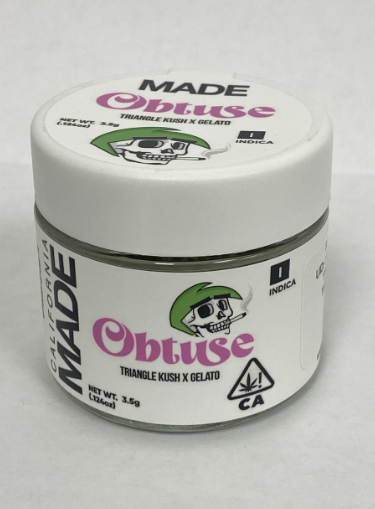 MADE
Obtuse
TRIANGLE KUSH X GELATO
NET WT. 3.5g
(.124oz)
I
INDICA
CALIFORNIA
MADE
I
INDICA
Obtuse
TRIANGLE KUSH X GELATO
NET WT. 3.5g
(.124oz)
CA